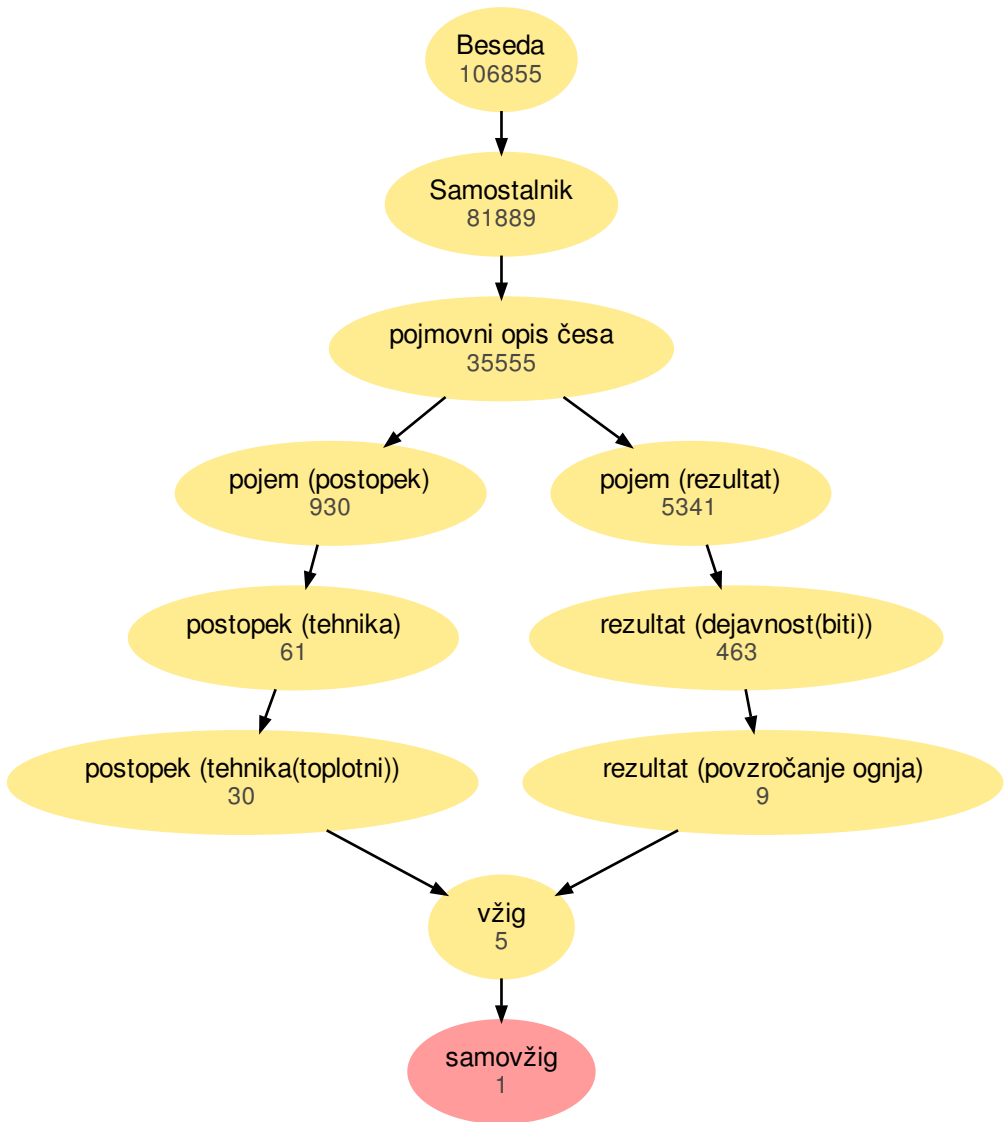 Beseda
106855
Samostalnik
81889
pojmovni opis česa
35555
pojem (postopek)
930
pojem (rezultat)
5341
postopek (tehnika)
61
rezultat (dejavnost(biti))
463
postopek (tehnika(toplotni))
30
rezultat (povzročanje ognja)
9
vžig
5
samovžig
1